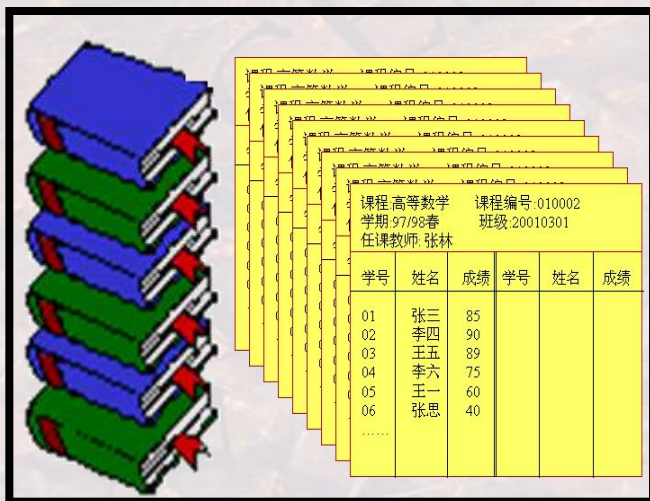 课程:高等数学 课程编号:010002
学期:97/98春 班级:20010301
任课教师:张林
学号 姓名 成绩 学号 姓名 成绩
01 张三 85
02 李四 90
03 王五 89
04 李六 75
05 王一 60
06 张思 40
……